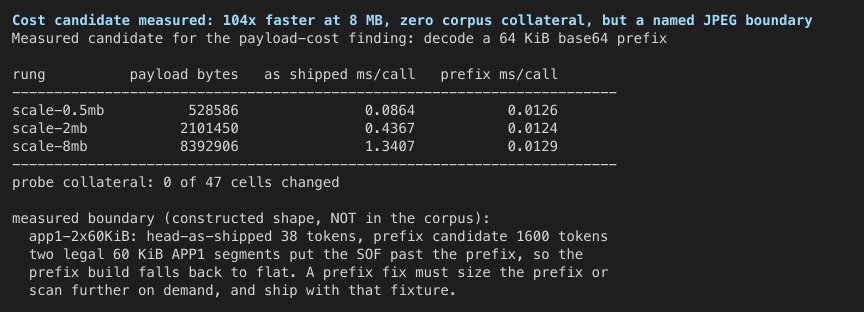 Cost candidate measured: 104x faster at 8 MB, zero corpus collateral, but a named JPEG boundary
Measured candidate for the payload-cost finding: decode a 64 KiB base64 prefix
rung payload bytes as shipped ms/call prefix ms/call
--------------------------------------------------------------------------
scale-0.5mb 528586 0.0864 0.0126
scale-2mb 2101450 0.4367 0.0124
scale-8mb 8392906 1.3407 0.0129
--------------------------------------------------------------------------
probe collateral: 0 of 47 cells changed
measured boundary (constructed shape, NOT in the corpus):
app1-2x60KiB: head-as-shipped 38 tokens, prefix candidate 1600 tokens
two legal 60 KiB APP1 segments put the SOF past the prefix, so the
prefix build falls back to flat. A prefix fix must size the prefix or
scan further on demand, and ship with that fixture.